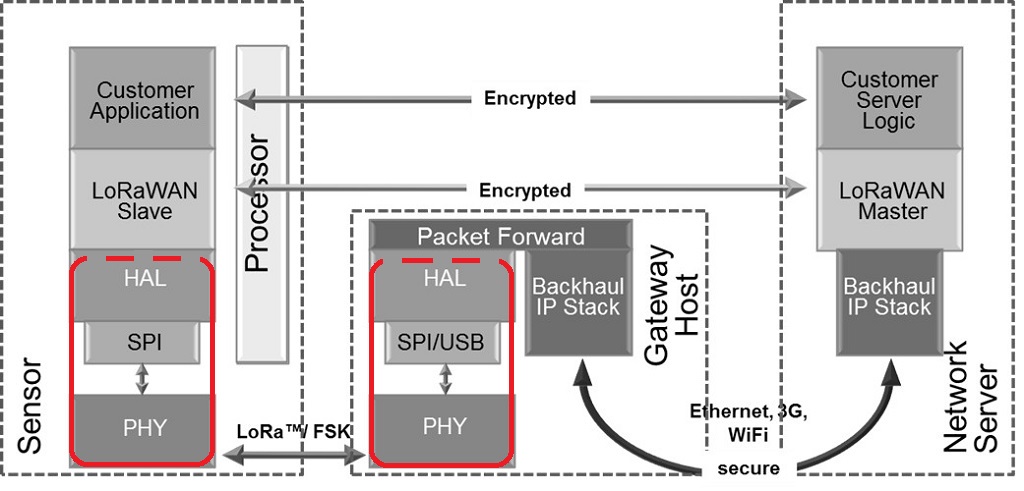 Customer
Application
LoRaWAN
Slave
HAL
SPI
PHY
Sensor
Processor
Encrypted
Encrypted
Packet Forward
HAL
SPI/USB
PHY
Backhaul
IP Stack
Gateway
Host
LoRa™/ FSK
Ethernet, 3G,
WiFi
secure
Customer
Server
Logic
LoRaWAN
Master
Backhaul
IP Stack
Network
Server